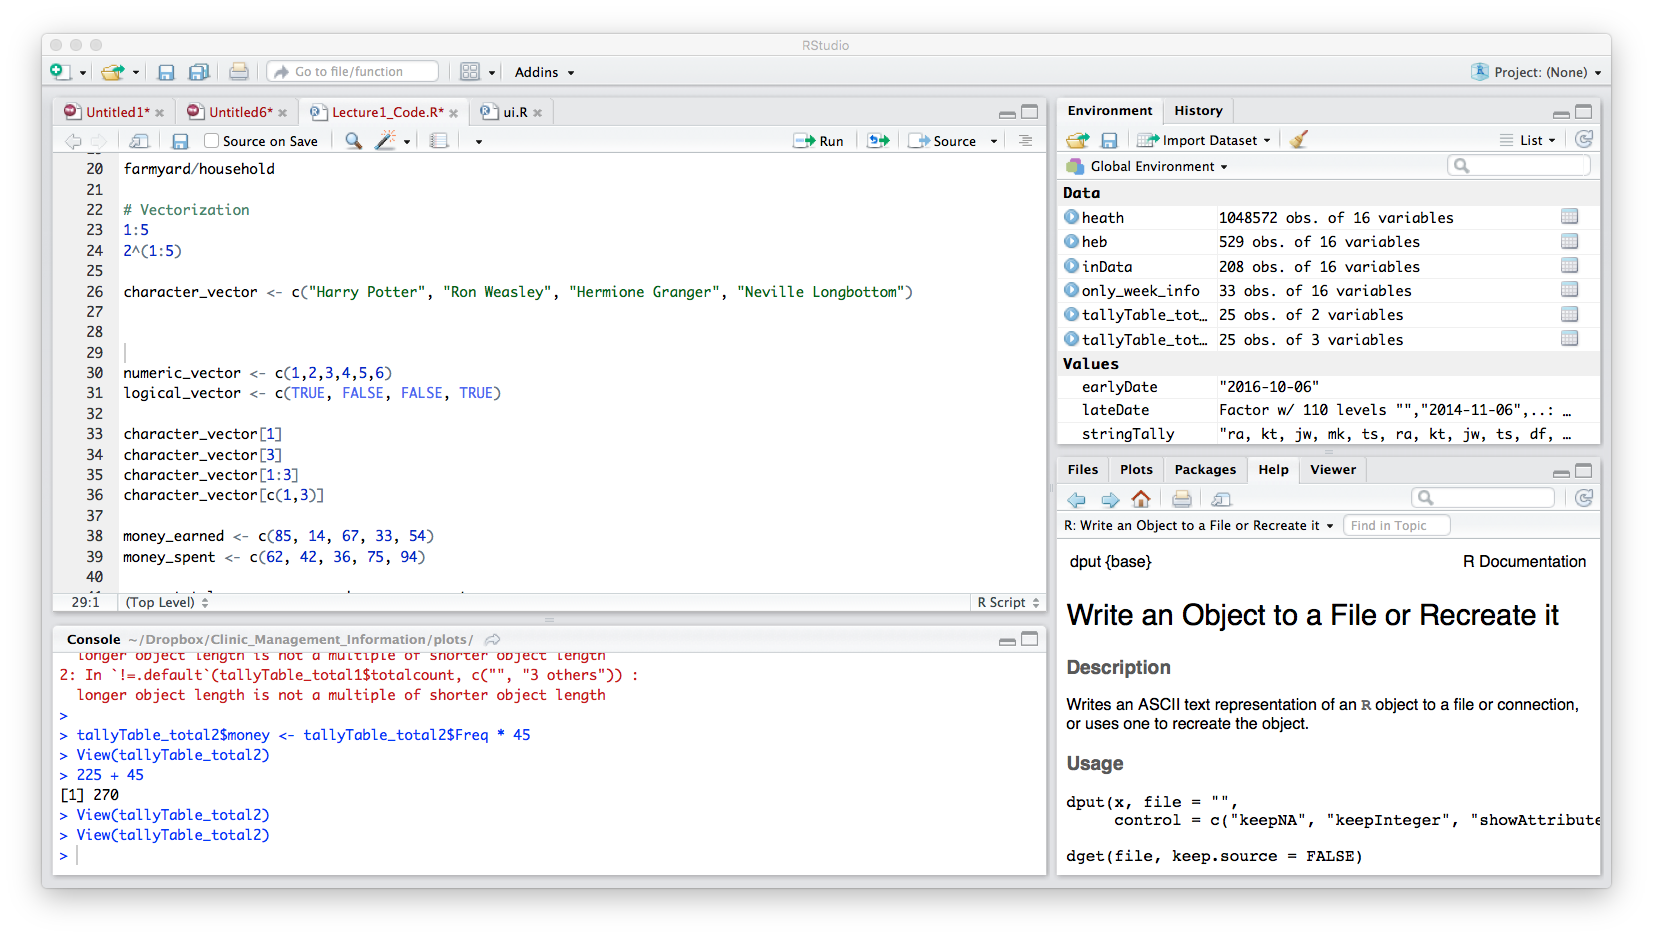 RStudio
Go to file/function
Addins
Project: (None)
Untitled1*
Untitled6*
Lecture1_Code.R*
ui.R
Source on Save
Run
Source
20 farmyard/household
21
22 # Vectorization
23 1:5
24 2^(1:5)
25
26 character_vector <- c("Harry Potter", "Ron Weasley", "Hermione Granger", "Neville Longbottom")
27
28
29
30 numeric_vector <- c(1,2,3,4,5,6)
31 logical_vector <- c(TRUE, FALSE, FALSE, TRUE)
32
33 character_vector[1]
34 character_vector[3]
35 character_vector[1:3]
36 character_vector[c(1,3)]
37
38 money_earned <- c(85, 14, 67, 33, 54)
39 money_spent <- c(62, 42, 36, 75, 94)
40
29:1 (Top Level) R Script
Console ~/Dropbox/Clinic_Management_Information/plots/
longer object length is not a multiple of shorter object length
2: In `!=.default`(tallyTable_total1$totalcount, c("", "3 others")) :
longer object length is not a multiple of shorter object length
>
> tallyTable_total2$money <- tallyTable_total2$Freq * 45
> View(tallyTable_total2)
> 225 + 45
[1] 270
> View(tallyTable_total2)
> View(tallyTable_total2)
>
Environment History
Import Dataset List
Global Environment
Data
heath 1048572 obs. of 16 variables
heb 529 obs. of 16 variables
inData 208 obs. of 16 variables
only_week_info 33 obs. of 16 variables
tallyTable_tot… 25 obs. of 2 variables
tallyTable_tot… 25 obs. of 3 variables
Values
earlyDate "2016-10-06"
lateDate Factor w/ 110 levels "","2014-11-06",..: …
stringTally "ra, kt, jw, mk, ts, ra, kt, jw, ts, df, …
Files Plots Packages Help Viewer
R: Write an Object to a File or Recreate it Find in Topic
dput {base} R Documentation
Write an Object to a File or Recreate it
Description
Writes an ASCII text representation of an R object to a file or connection,
or uses one to recreate the object.
Usage
dput(x, file = "",
control = c("keepNA", "keepInteger", "showAttribute
dget(file, keep.source = FALSE)